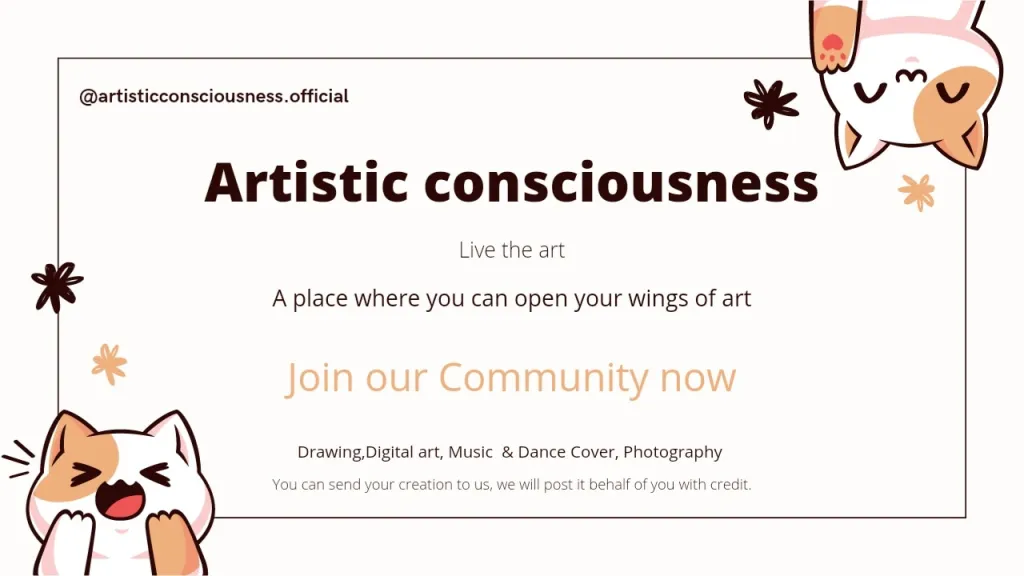 @artisticconsciousness.official
Artistic consciousness
Live the art
A place where you can open your wings of art
Join our Community now
Drawing,Digital art, Music & Dance Cover, Photography
You can send your creation to us, we will post it behalf of you with credit.